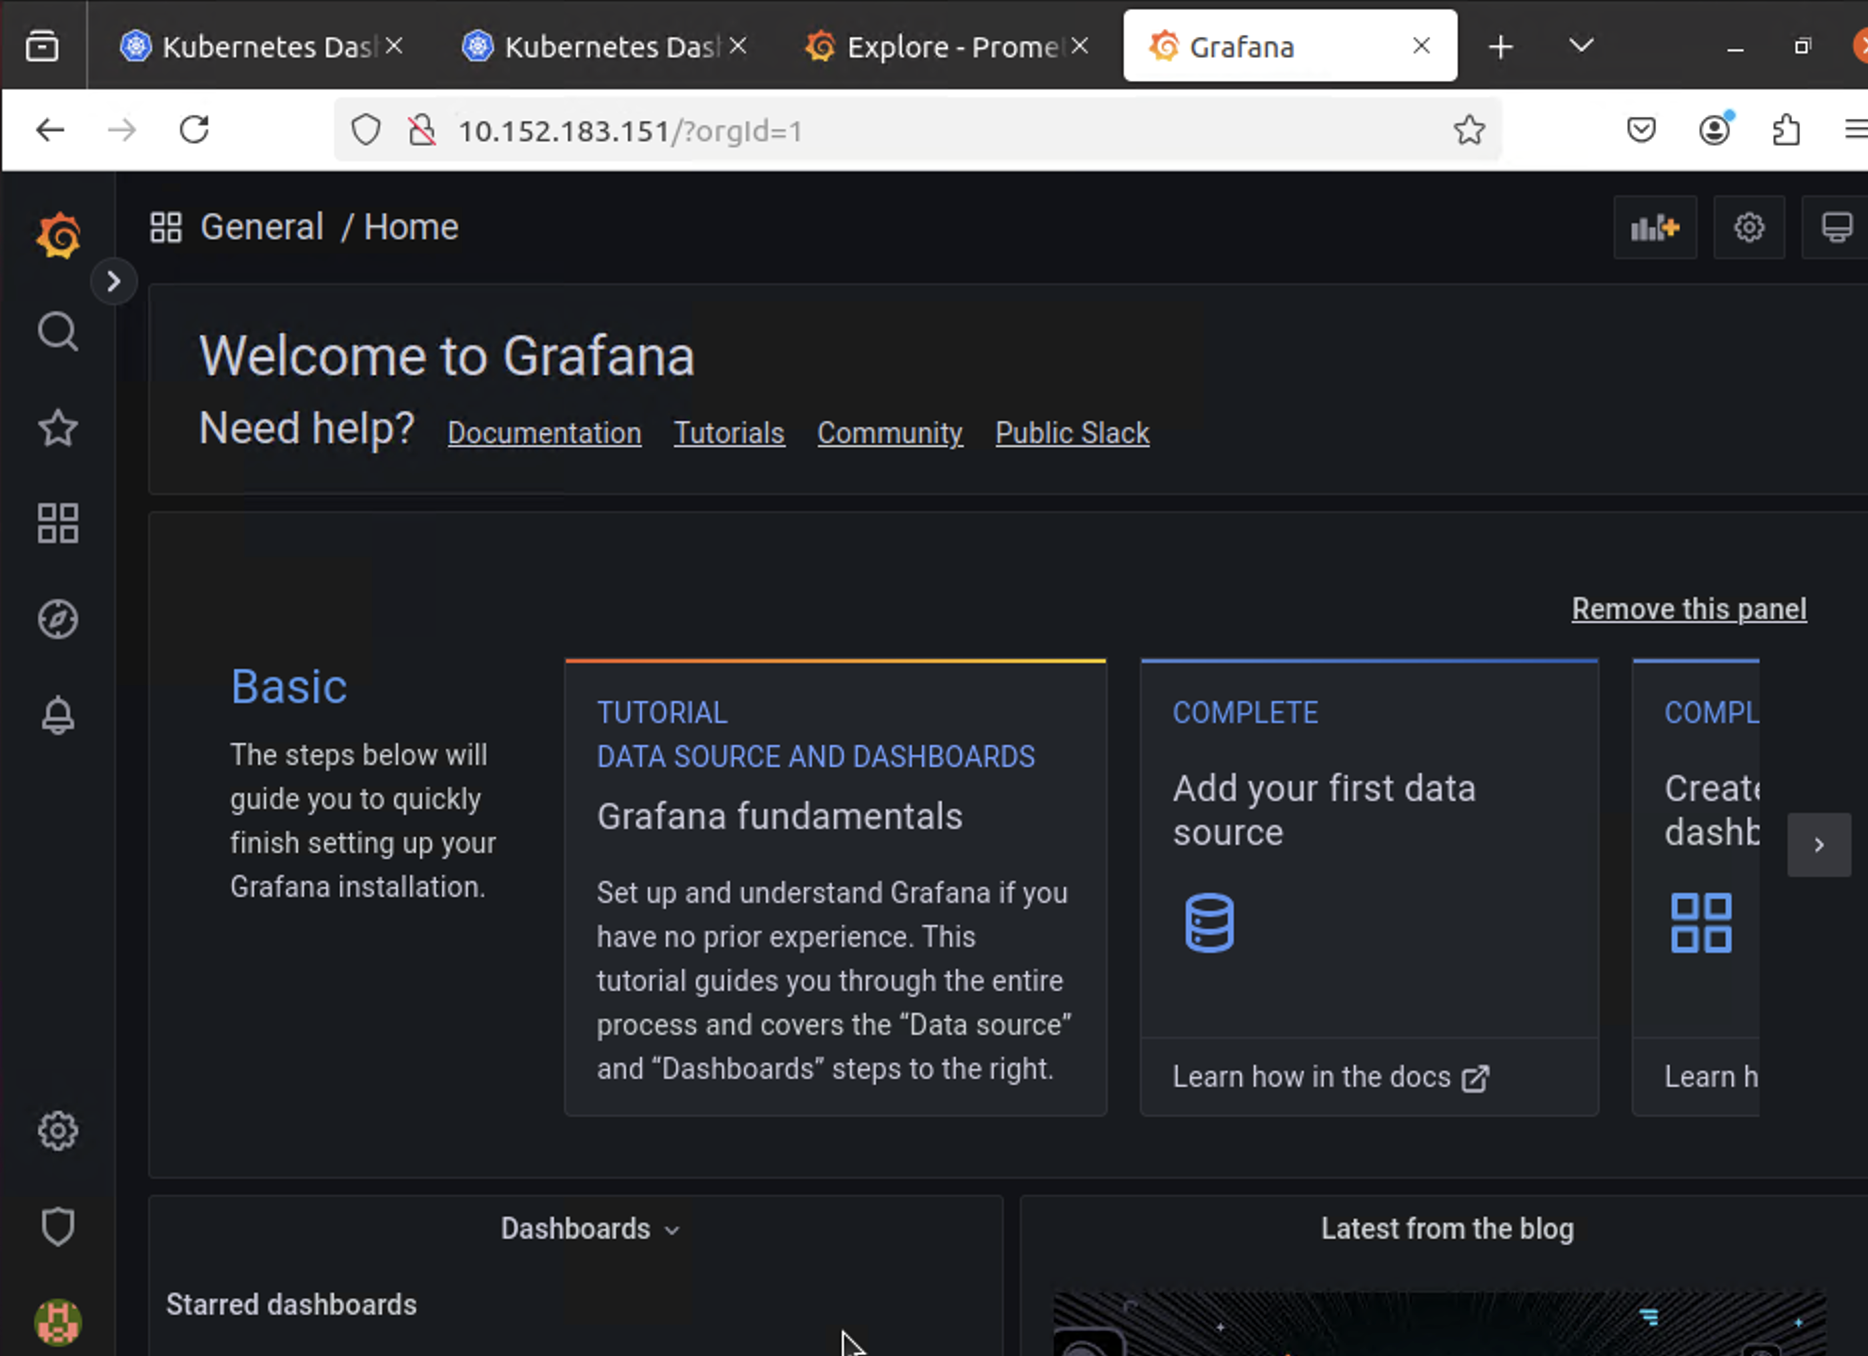 Kubernetes Das
Kubernetes Das
Explore - Prome
Grafana
10.152.183.151/?orgId=1
General / Home
Welcome to Grafana
Need help? Documentation Tutorials Community Public Slack
Remove this panel
Basic
The steps below will
guide you to quickly
finish setting up your
Grafana installation.
TUTORIAL
DATA SOURCE AND DASHBOARDS
Grafana fundamentals
Set up and understand Grafana if you
have no prior experience. This
tutorial guides you through the entire
process and covers the “Data source”
and “Dashboards” steps to the right.
COMPLETE
Add your first data
source
Learn how in the docs
COMPL
Create
dashb
Learn h
Dashboards
Starred dashboards
Latest from the blog